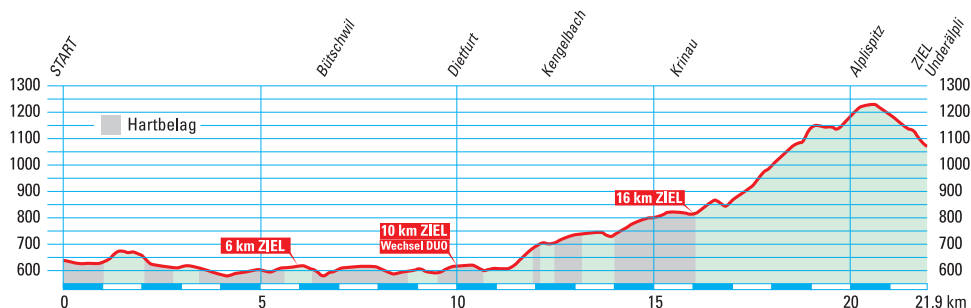 START
Bütschwil
Dietfurt
Kengelbach
Krinau
Alplispitz
ZIEL
Underälpli
1300
1200
1100
1000
900
800
700
600
Hartbelag
6 km ZIEL
10 km ZIEL
Wechsel DUO
16 km ZIEL
1300
1200
1100
1000
900
800
700
600
0
5
10
15
20
21.9 km